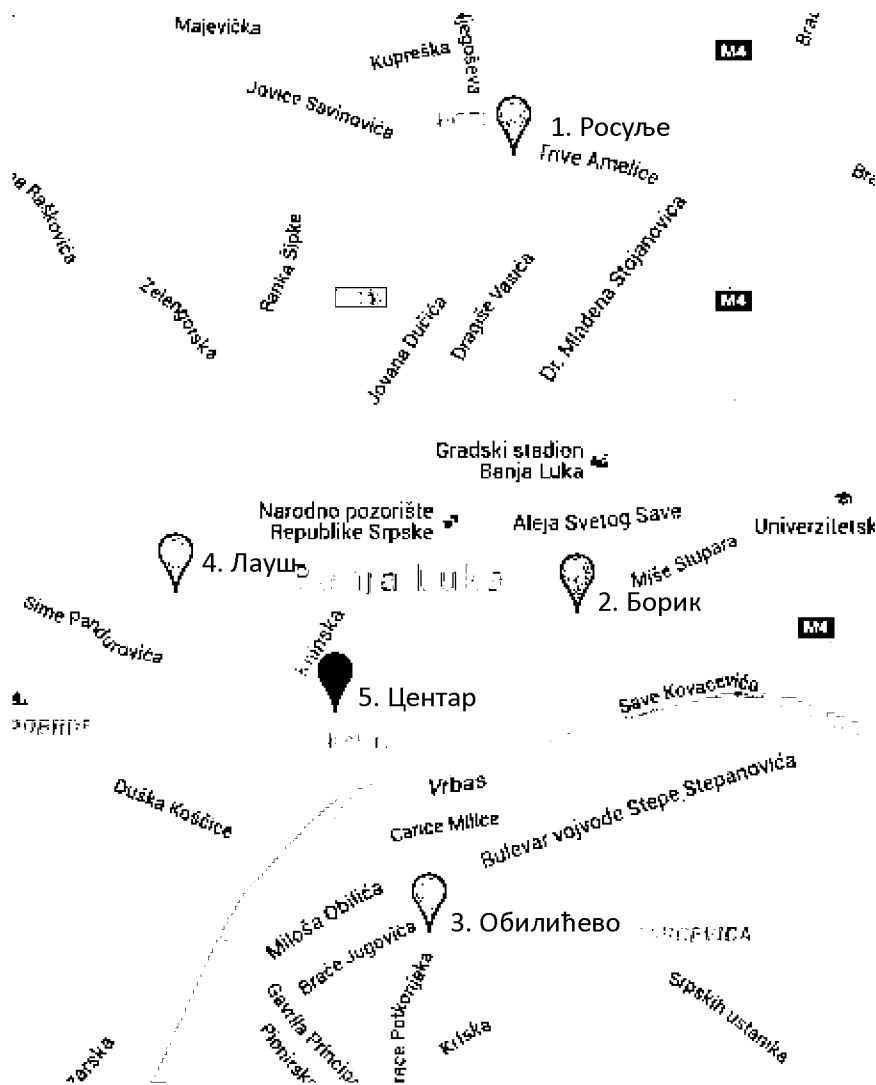 Majevička
Kupreška
Jovice Savinovića
M4
1. Росуље
Trive Amelice
Ranka Šipke
Zelengorska
Jovana Dučića
Dragiše Vasića
Dr. Mladena Stojanovića
M4
Gradski stadion
Banja Luka
Narodno pozorište
Republike Srpske
Aleja Svetog Save
Univerzitetsk
4. Лауш
Luka
Miše Stupara
2. Борик
Sime Pandurovića
M4
5. Центар
Save Kovačevića
Duška Koščice
Vrbas
Carice Milice
Bulevar vojvode Stepe Stepanovića
Miloša Obilića
3. Обилићево
Braće Jugovića
Gavrila Principa
Pionirska
Srpskih ustanika